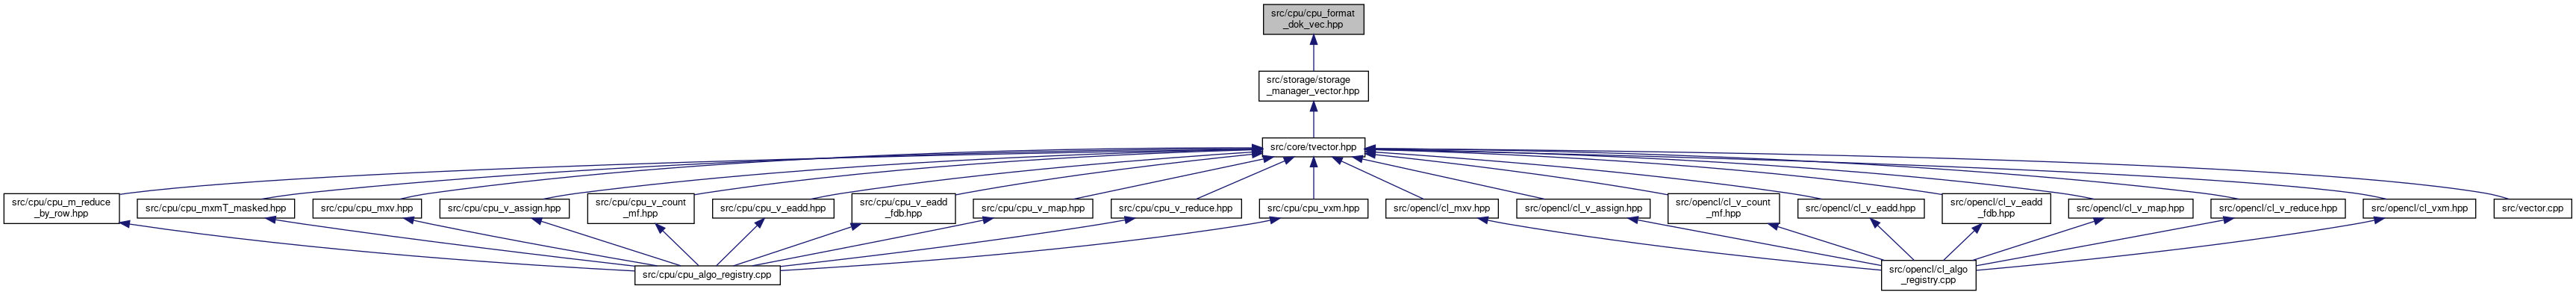 src/cpu/cpu_format
_dok_vec.hpp
src/storage/storage
_manager_vector.hpp
src/core/tvector.hpp
src/cpu/cpu_m_reduce
_by_row.hpp
src/cpu/cpu_mxmT_masked.hpp
src/cpu/cpu_mxv.hpp
src/cpu/cpu_v_assign.hpp
src/cpu/cpu_v_count
_mf.hpp
src/cpu/cpu_v_eadd.hpp
src/cpu/cpu_v_eadd
_fdb.hpp
src/cpu/cpu_v_map.hpp
src/cpu/cpu_v_reduce.hpp
src/cpu/cpu_vxm.hpp
src/opencl/cl_mxv.hpp
src/opencl/cl_v_assign.hpp
src/opencl/cl_v_count
_mf.hpp
src/opencl/cl_v_eadd.hpp
src/opencl/cl_v_eadd
_fdb.hpp
src/opencl/cl_v_map.hpp
src/opencl/cl_v_reduce.hpp
src/opencl/cl_vxm.hpp
src/vector.cpp
src/cpu/cpu_algo_registry.cpp
src/opencl/cl_algo
_registry.cpp